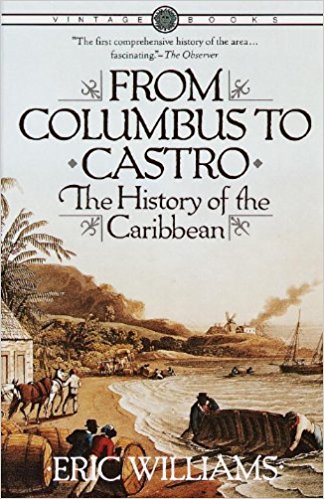 VINTAGE BOOKS
"The first comprehensive history of the area...
fascinating."–The Observer
FROM
COLUMBUS TO
CASTRO:
The History of the
Caribbean
·ERIC WILLIAMS·